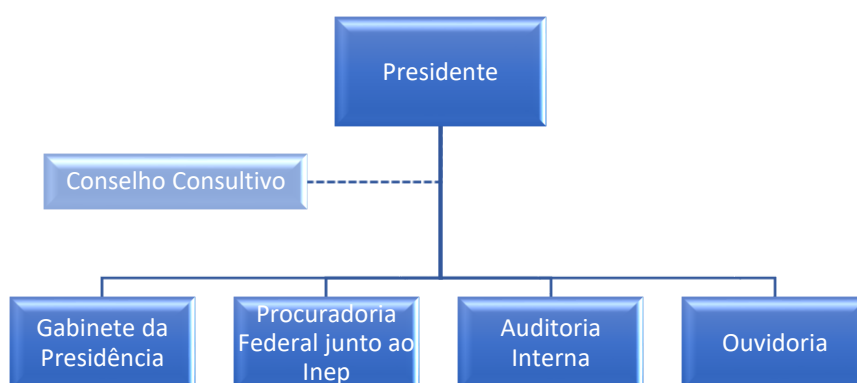 Presidente
Conselho Consultivo
Gabinete da
Presidência
Procuradoria
Federal junto ao
Inep
Auditoria
Interna
Ouvidoria